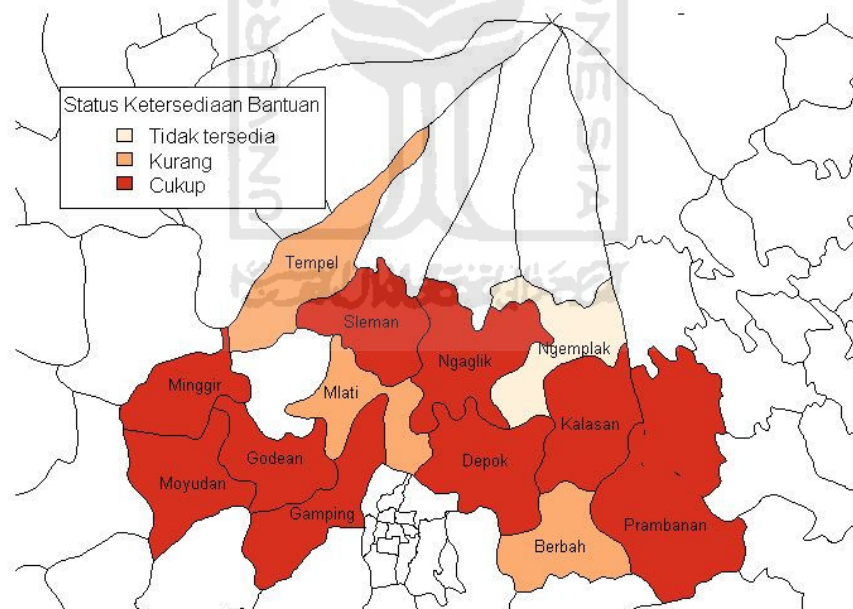 Status Ketersediaan Bantuan
Tidak tersedia
Kurang
Cukup
Tempel
Sleman
Ngemplak
Ngaglik
Minggir
Mlati
Kalasan
Godean
Depok
Moyudan
Gamping
Prambanan
Berbah